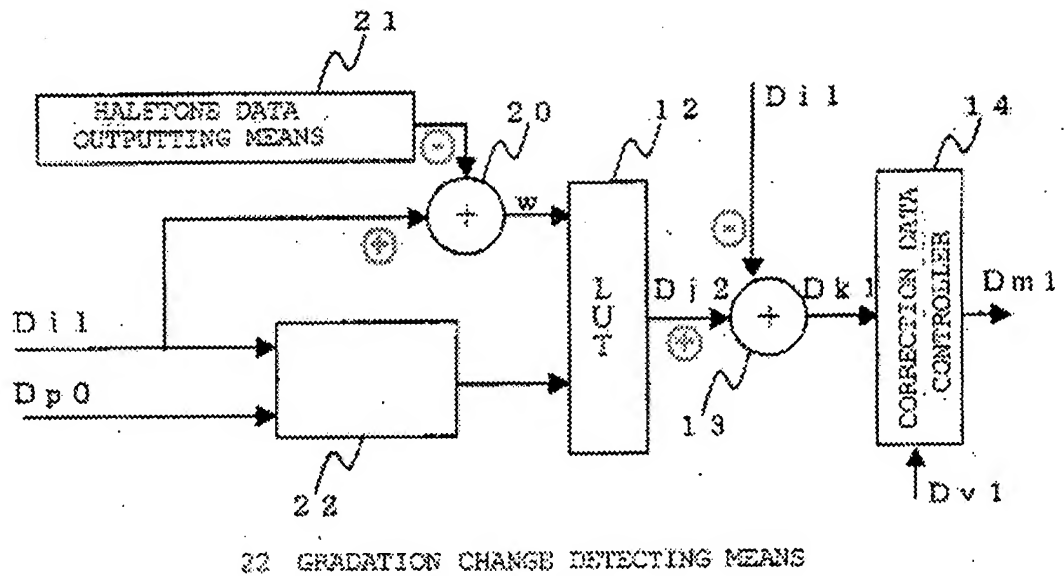 21
HALFTONE DATA
OUTPUTTING MEANS
-
20
12
Di1
14
+
w
+
-
LUT
Dj2
+
+
Dk1
CORRECTION DATA
CONTROLLER
Dm1
Di1
Dp0
13
22
Dv1
22 GRADATION CHANGE DETECTING MEANS